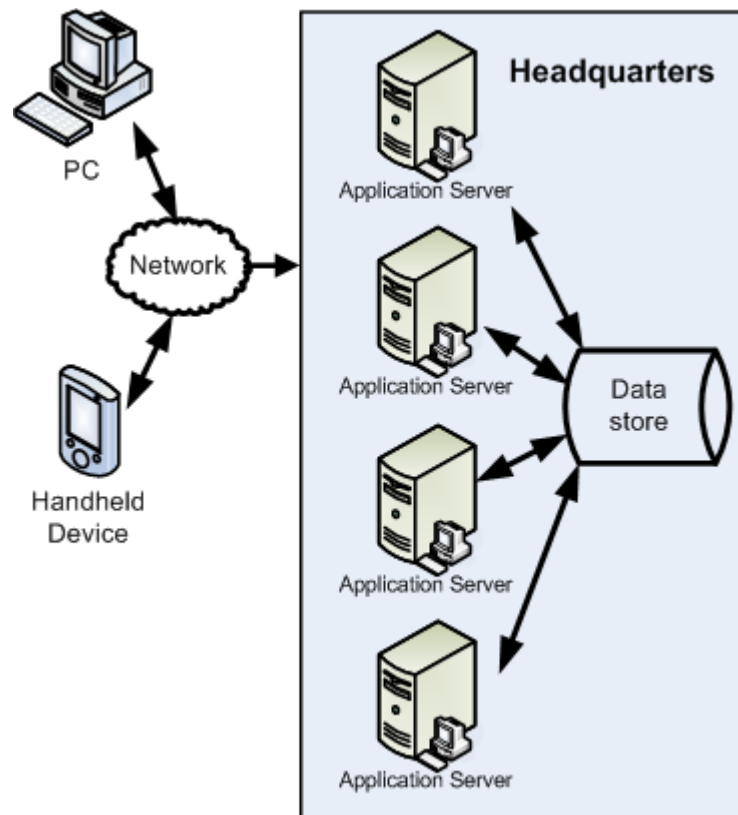 PC
Network
Handheld
Device
Headquarters
Application Server
Application Server
Application Server
Application Server
Data
store